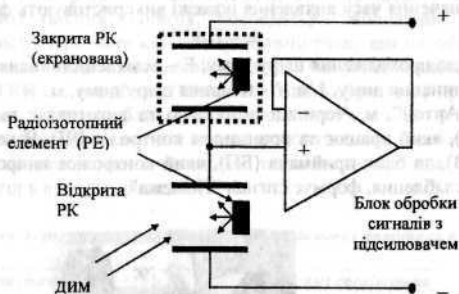 Закрита РК
(екранована)
Радіоізотопний
елемент (РЕ)
Відкрита
РК
дим
+
+
Блок обробки
сигналів з
підсилювачем
–